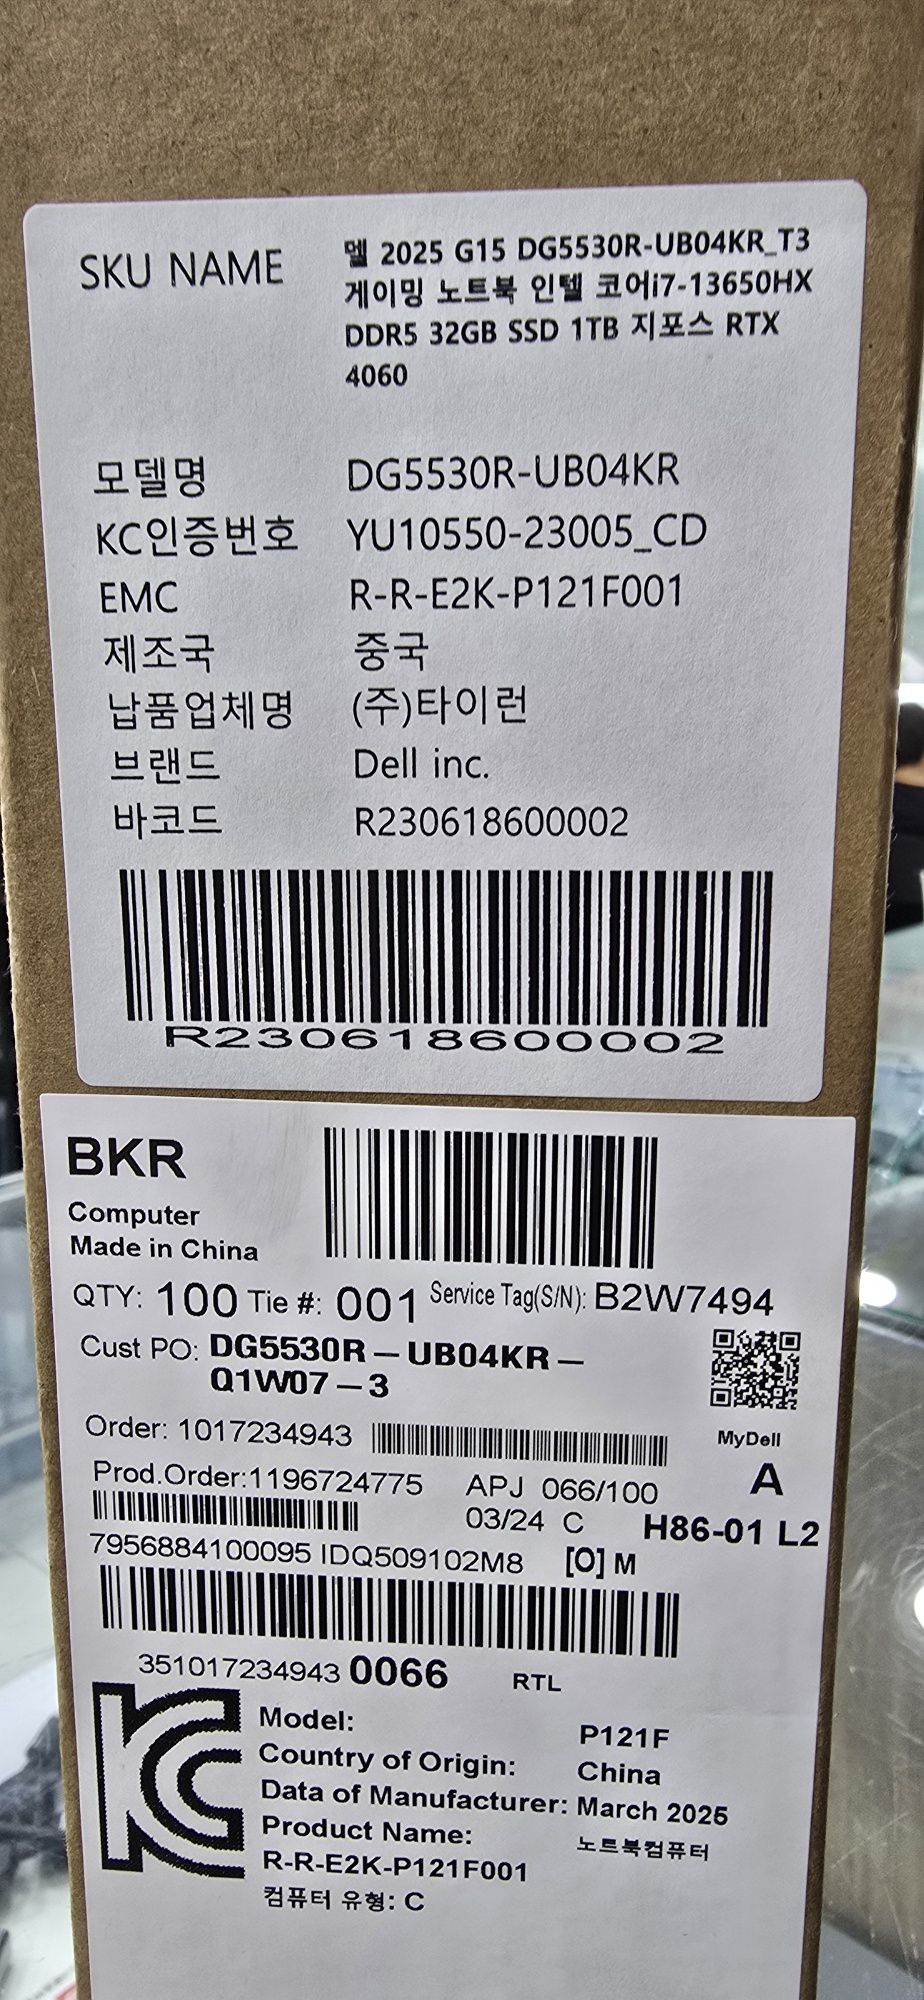 SKU NAME
델 2025 G15 DG5530R-UB04KR_T3
게이밍 노트북 인텔 코어i7-13650HX
DDR5 32GB SSD 1TB 지포스 RTX
4060
모델명 DG5530R-UB04KR
KC인증번호 YU10550-23005_CD
EMC R-R-E2K-P121F001
제조국 중국
납품업체명 (주)타이런
브랜드 Dell inc.
바코드 R230618600002
R230618600002
BKR
Computer
Made in China
QTY: 100 Tie #: 001 Service Tag(S/N): B2W7494
Cust PO: DG5530R-UB04KR-
Q1W07-3
MyDell
Order: 1017234943
A
Prod.Order:1196724775 APJ 066/100
03/24 C H86-01 L2
7956884100095 IDQ509102M8 [O] M
351017234943 0066 RTL
KC
Model: P121F
Country of Origin: China
Data of Manufacturer: March 2025
Product Name: 노트북컴퓨터
R-R-E2K-P121F001
컴퓨터 유형: C